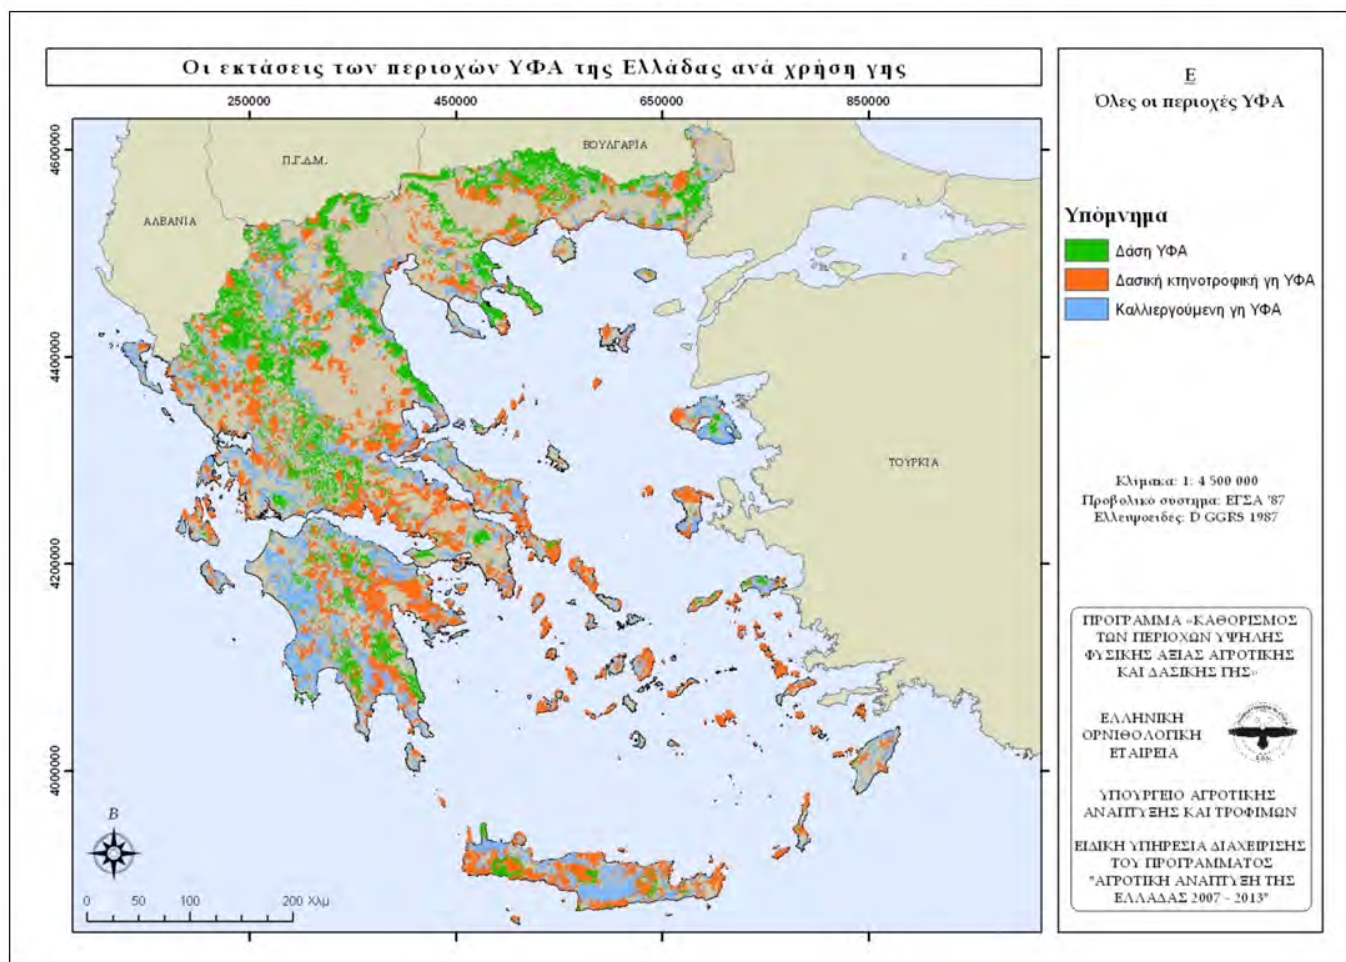 Οι εκτάσεις των περιοχών ΥΦΑ της Ελλάδας ανά χρήση γης
250000
450000
650000
850000
4600000
4400000
4200000
4000000
Π.Γ.Δ.Μ.
ΒΟΥΛΓΑΡΙΑ
ΑΛΒΑΝΙΑ
ΤΟΥΡΚΙΑ
Β
0
50
100
200 Χλμ
Ε
Όλες οι περιοχές ΥΦΑ
Υπόμνημα
Δάση ΥΦΑ
Δασική κτηνοτροφική γη ΥΦΑ
Καλλιεργούμενη γη ΥΦΑ
Κλίμακα: 1: 4 500 000
Προβολικό σύστημα: ΕΓΣΑ '87
Ελλειψοειδές: D GGRS 1987
ΠΡΟΓΡΑΜΜΑ «ΚΑΘΟΡΙΣΜΟΣ
ΤΩΝ ΠΕΡΙΟΧΩΝ ΥΨΗΛΗΣ
ΦΥΣΙΚΗΣ ΑΞΙΑΣ ΑΓΡΟΤΙΚΗΣ
ΚΑΙ ΔΑΣΙΚΗΣ ΓΗΣ»
ΕΛΛΗΝΙΚΗ
ΟΡΝΙΘΟΛΟΓΙΚΗ
ΕΤΑΙΡΕΙΑ
ΥΠΟΥΡΓΕΙΟ ΑΓΡΟΤΙΚΗΣ
ΑΝΑΠΤΥΞΗΣ ΚΑΙ ΤΡΟΦΙΜΩΝ
ΕΙΔΙΚΗ ΥΠΗΡΕΣΙΑ ΔΙΑΧΕΙΡΙΣΗΣ
ΤΟΥ ΠΡΟΓΡΑΜΜΑΤΟΣ
"ΑΓΡΟΤΙΚΗ ΑΝΑΠΤΥΞΗ ΤΗΣ
ΕΛΛΑΔΑΣ 2007 - 2013"